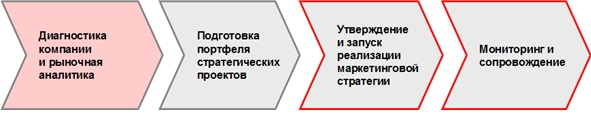 Диагностика
компании
и рыночная
аналитика
Подготовка
портфеля
стратегических
проектов
Утверждение
и запуск
реализации
маркетинговой
стратегии
Мониторинг и
сопровождение